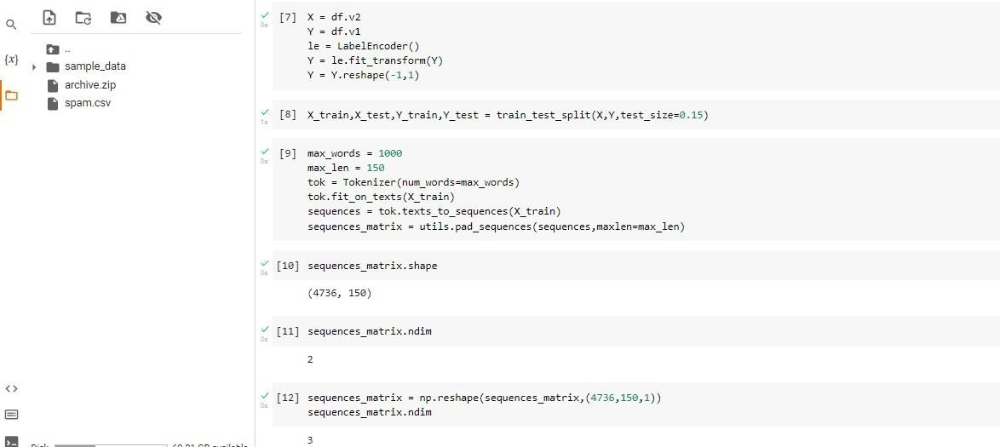 {x}
..
sample_data
archive.zip
spam.csv
[7] X = df.v2
Y = df.v1
le = LabelEncoder()
Y = le.fit_transform(Y)
Y = Y.reshape(-1,1)
0s
[8] X_train,X_test,Y_train,Y_test = train_test_split(X,Y,test_size=0.15)
1s
[9] max_words = 1000
max_len = 150
tok = Tokenizer(num_words=max_words)
tok.fit_on_texts(X_train)
sequences = tok.texts_to_sequences(X_train)
sequences_matrix = utils.pad_sequences(sequences,maxlen=max_len)
0s
[10] sequences_matrix.shape
0s
(4736, 150)
[11] sequences_matrix.ndim
0s
2
[12] sequences_matrix = np.reshape(sequences_matrix,(4736,150,1))
sequences_matrix.ndim
0s
3
<>
Disk
GB available